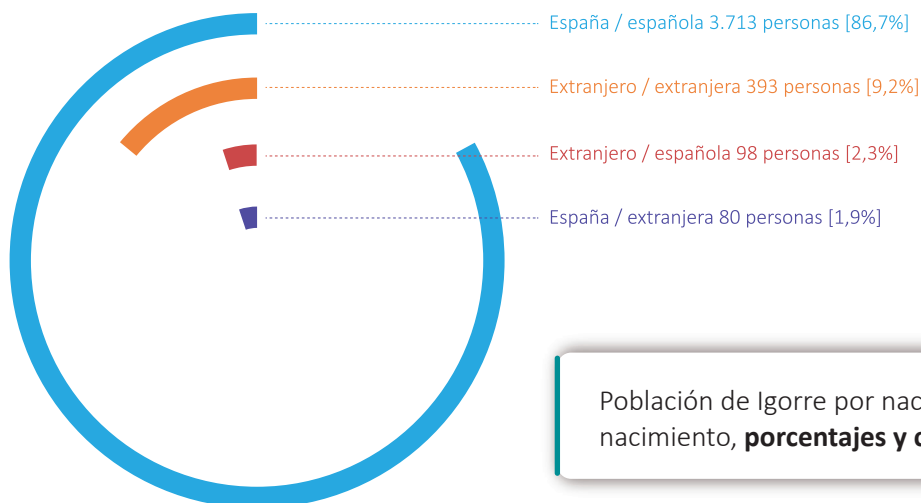 España / española 3.713 personas [86,7%]
Extranjero / extranjera 393 personas [9,2%]
Extranjero / española 98 personas [2,3%]
España / extranjera 80 personas [1,9%]
Población de Igorre por
nacimiento, porcentajes y